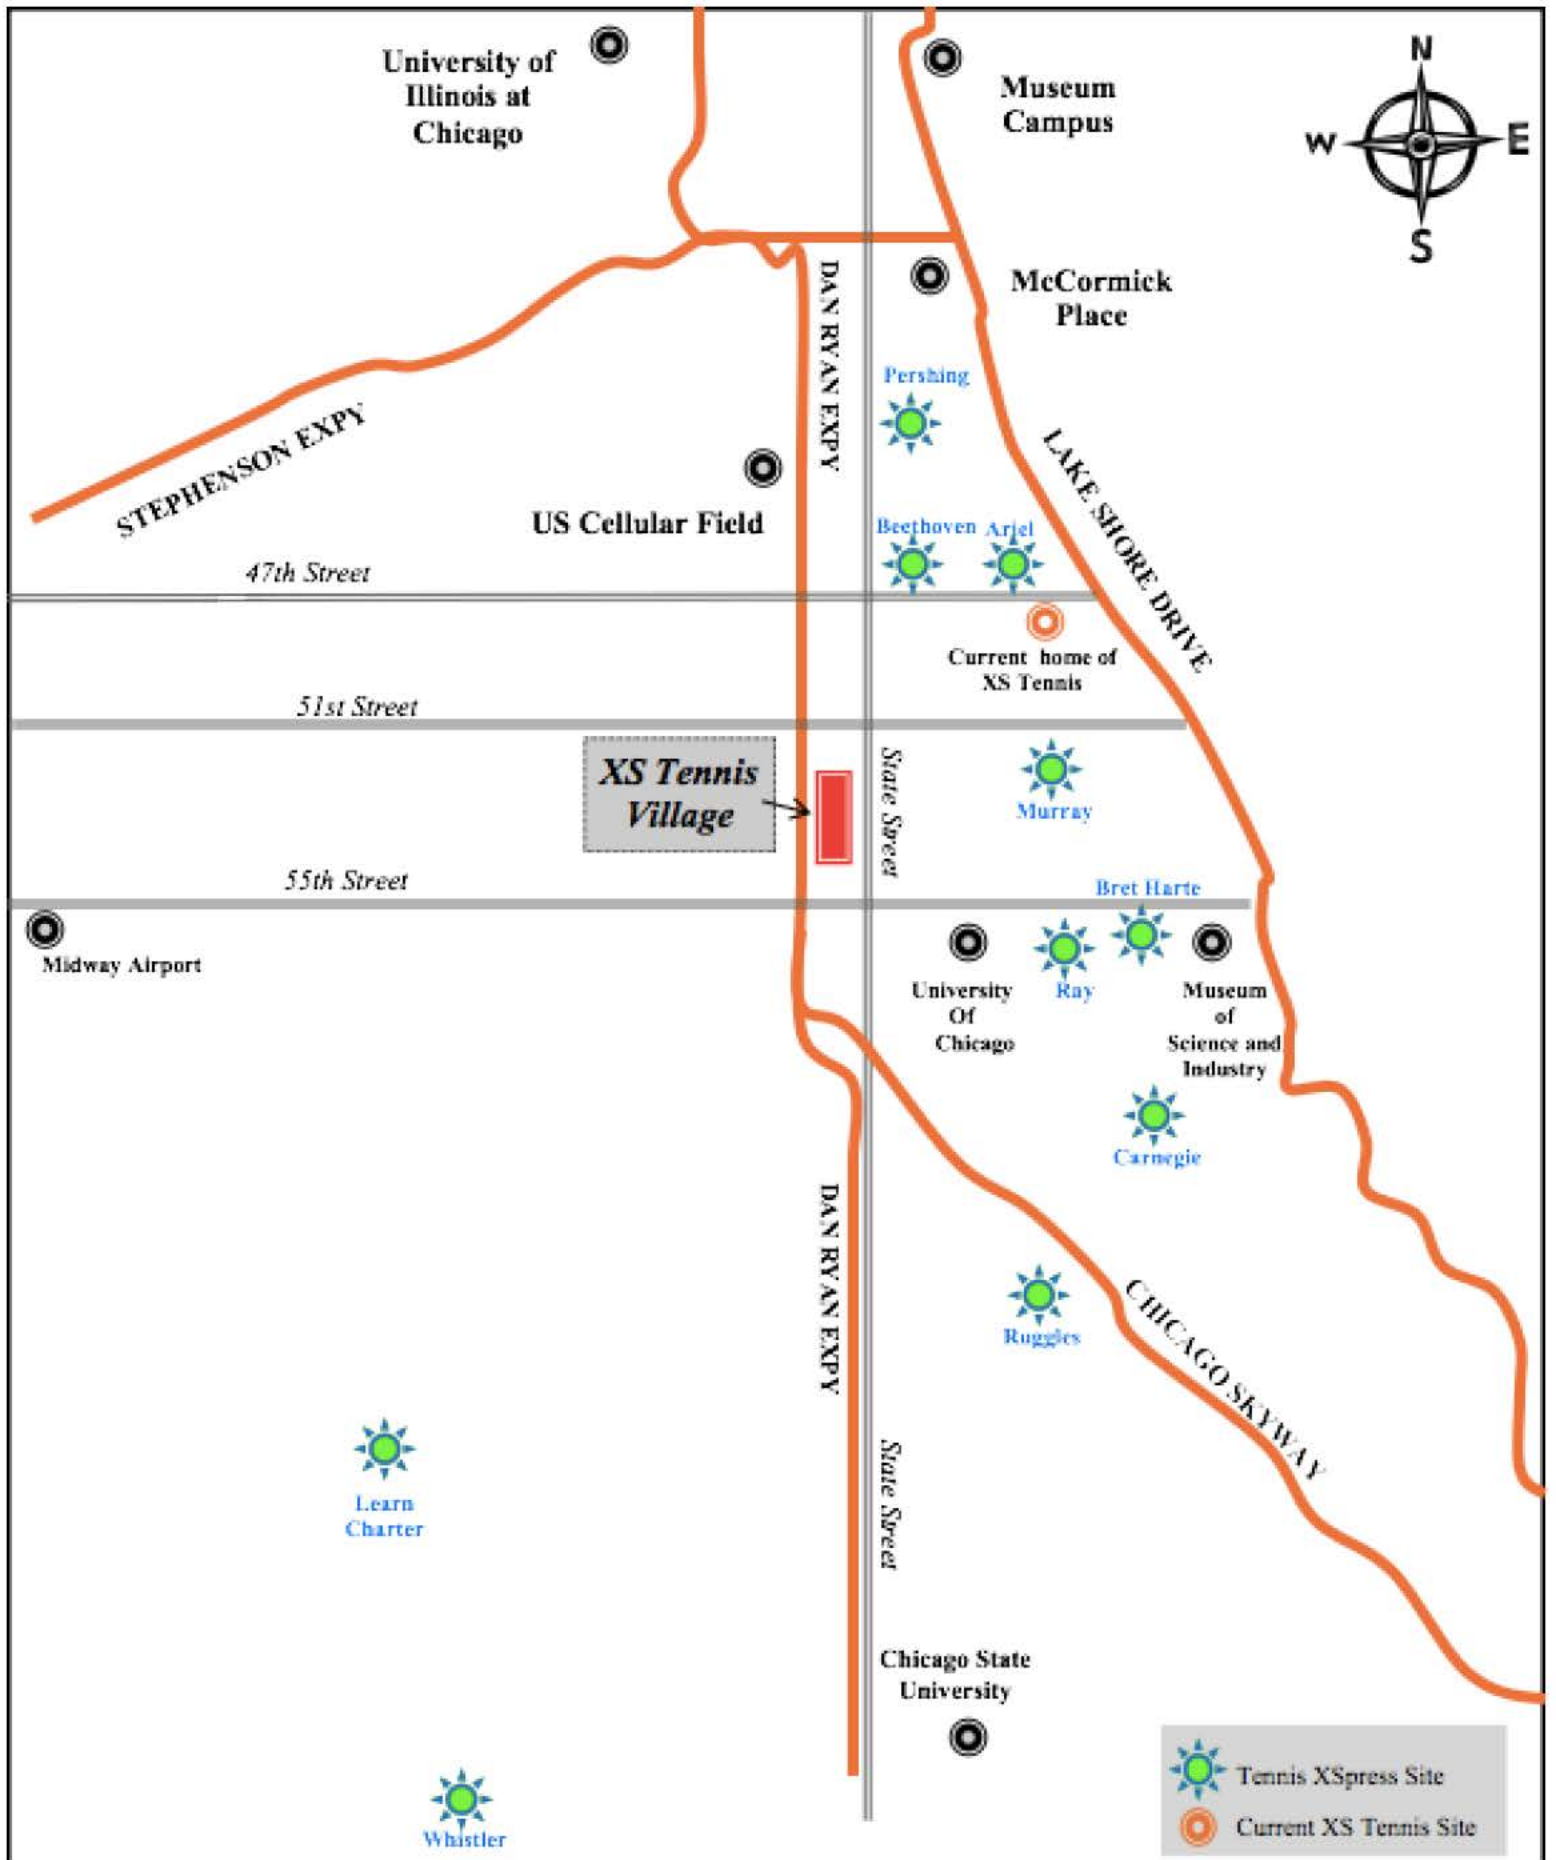 University of
Illinois at
Chicago
Museum
Campus
N
W
E
S
McCormick
Place
DAN RYAN EXPY
Pershing
STEPHENSON EXPY
LAKE SHORE DRIVE
US Cellular Field
Beethoven
Ariel
47th Street
Current home of
XS Tennis
51st Street
XS Tennis
Village
State Street
Murray
55th Street
Bret Harte
Midway Airport
University
Of
Chicago
Ray
Museum
of
Science and
Industry
Carnegie
DAN RYAN EXPY
CHICAGO SKYWAY
Ruggles
State Street
Learn
Charter
Chicago State
University
Whistler
Tennis XSpress Site
Current XS Tennis Site